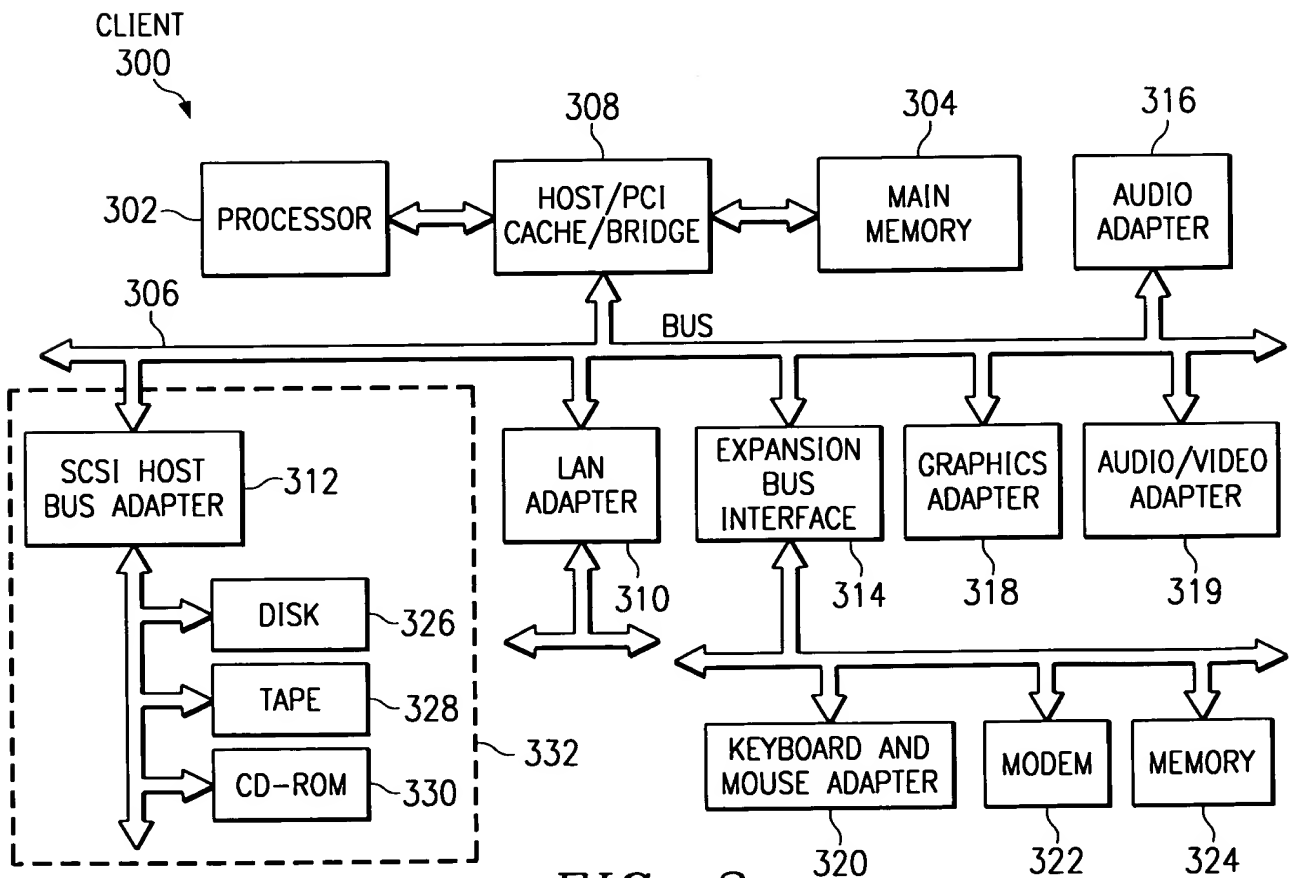 CLIENT
300
308
304
316
302
PROCESSOR
HOST/PCI
CACHE/BRIDGE
MAIN
MEMORY
AUDIO
ADAPTER
306
BUS
SCSI HOST
BUS ADAPTER
312
LAN
ADAPTER
310
EXPANSION
BUS
INTERFACE
314
GRAPHICS
ADAPTER
318
AUDIO/VIDEO
ADAPTER
319
DISK
326
TAPE
328
CD-ROM
330
332
KEYBOARD AND
MOUSE ADAPTER
320
MODEM
322
MEMORY
324